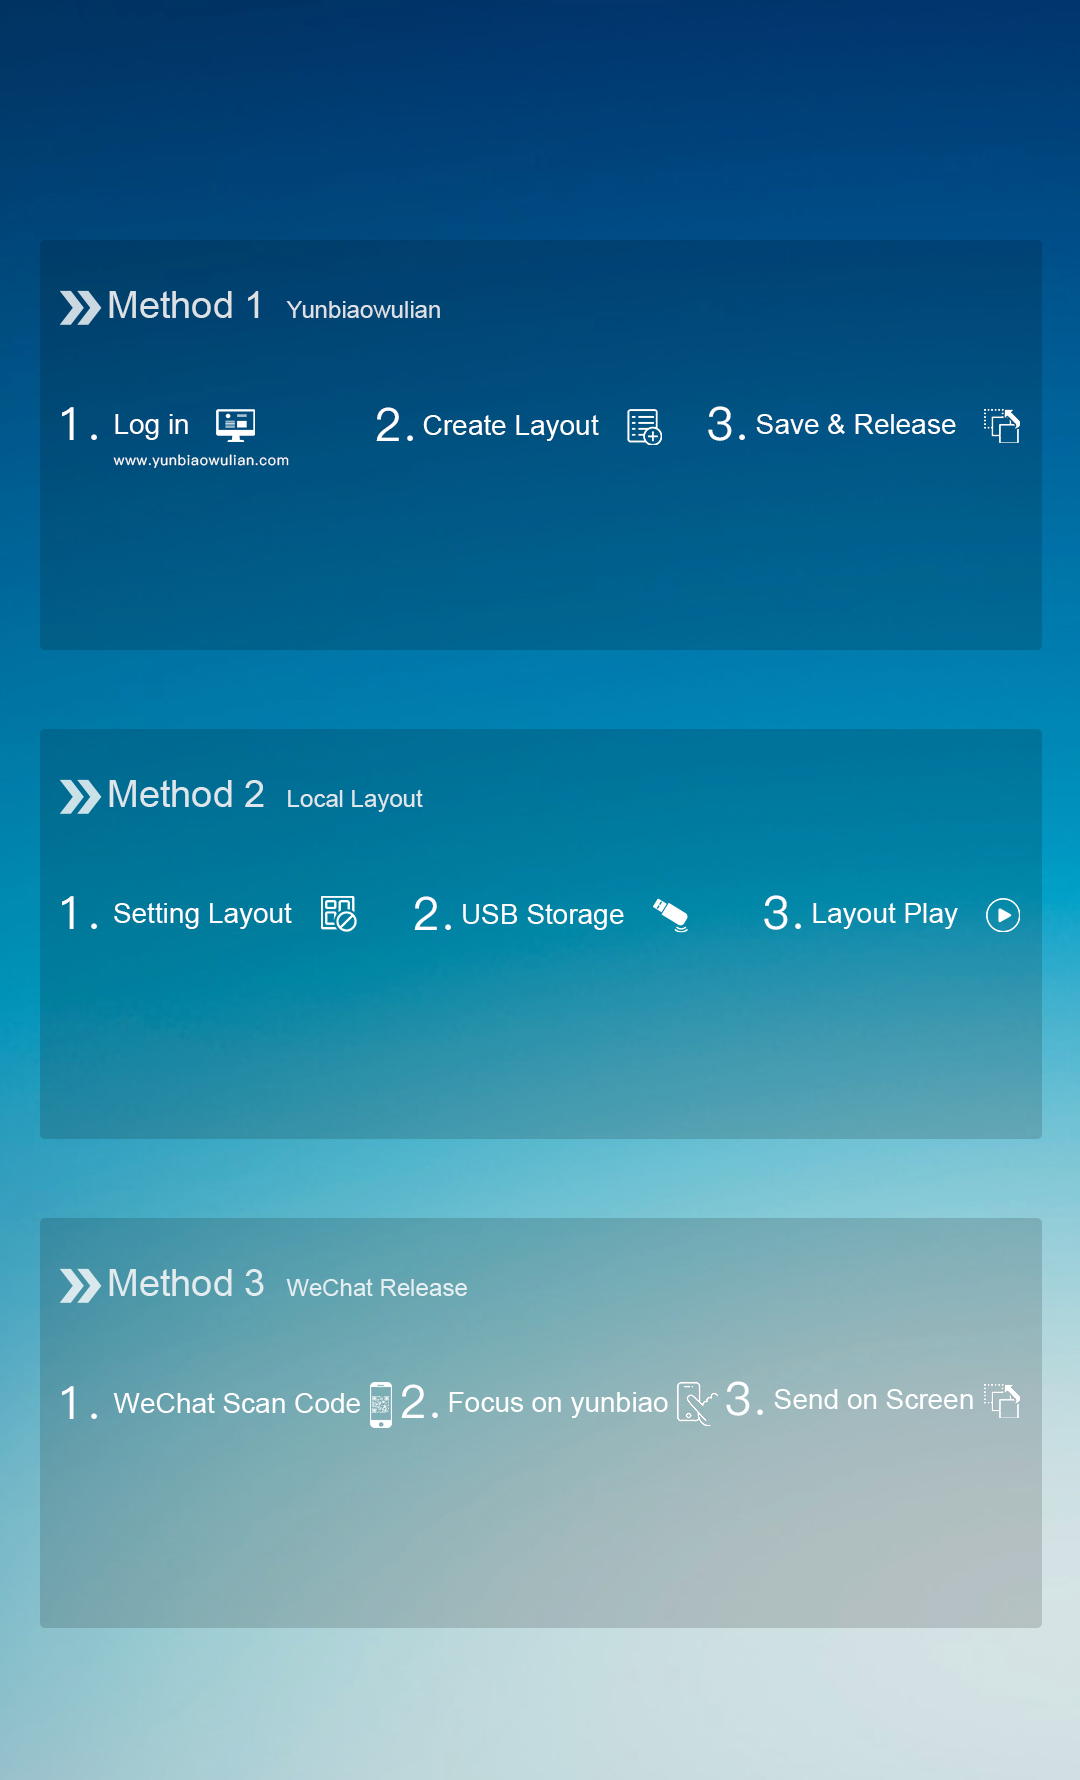 Method 1 Yunbiaowulian
1. Log in 2. Create Layout 3. Save & Release
www.yunbiaowulian.com
Method 2 Local Layout
1. Setting Layout 2. USB Storage 3. Layout Play
Method 3 WeChat Release
1. WeChat Scan Code 2. Focus on yunbiao 3. Send on Screen